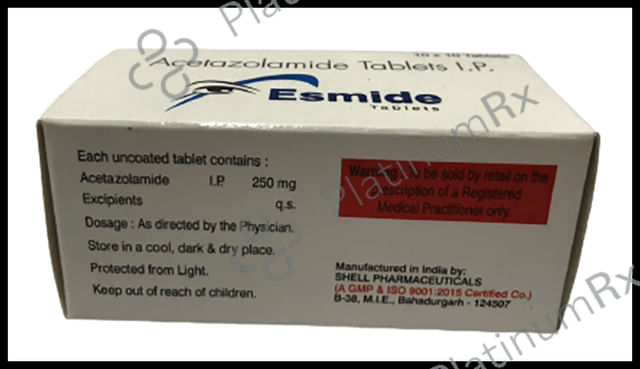 10 x 10 Tablets
Acetazolamide Tablets I.P.
Esmide
Tablets
Each uncoated tablet contains :
Acetazolamide I.P. 250 mg
Excipients q.s.
Dosage : As directed by the Physician.
Store in a cool, dark & dry place.
Protected from Light.
Keep out of reach of children.
Warning : To be sold by retail on the
prescription of a Registered
Medical Practitioner only.
Manufactured in India by:
SHELL PHARMACEUTICALS
(A GMP & ISO 9001:2015 Certified Co.)
B-38, M.I.E., Bahadurgarh - 124507
PlatinumRx
PlatinumRx
PlatinumRx
PlatinumRx